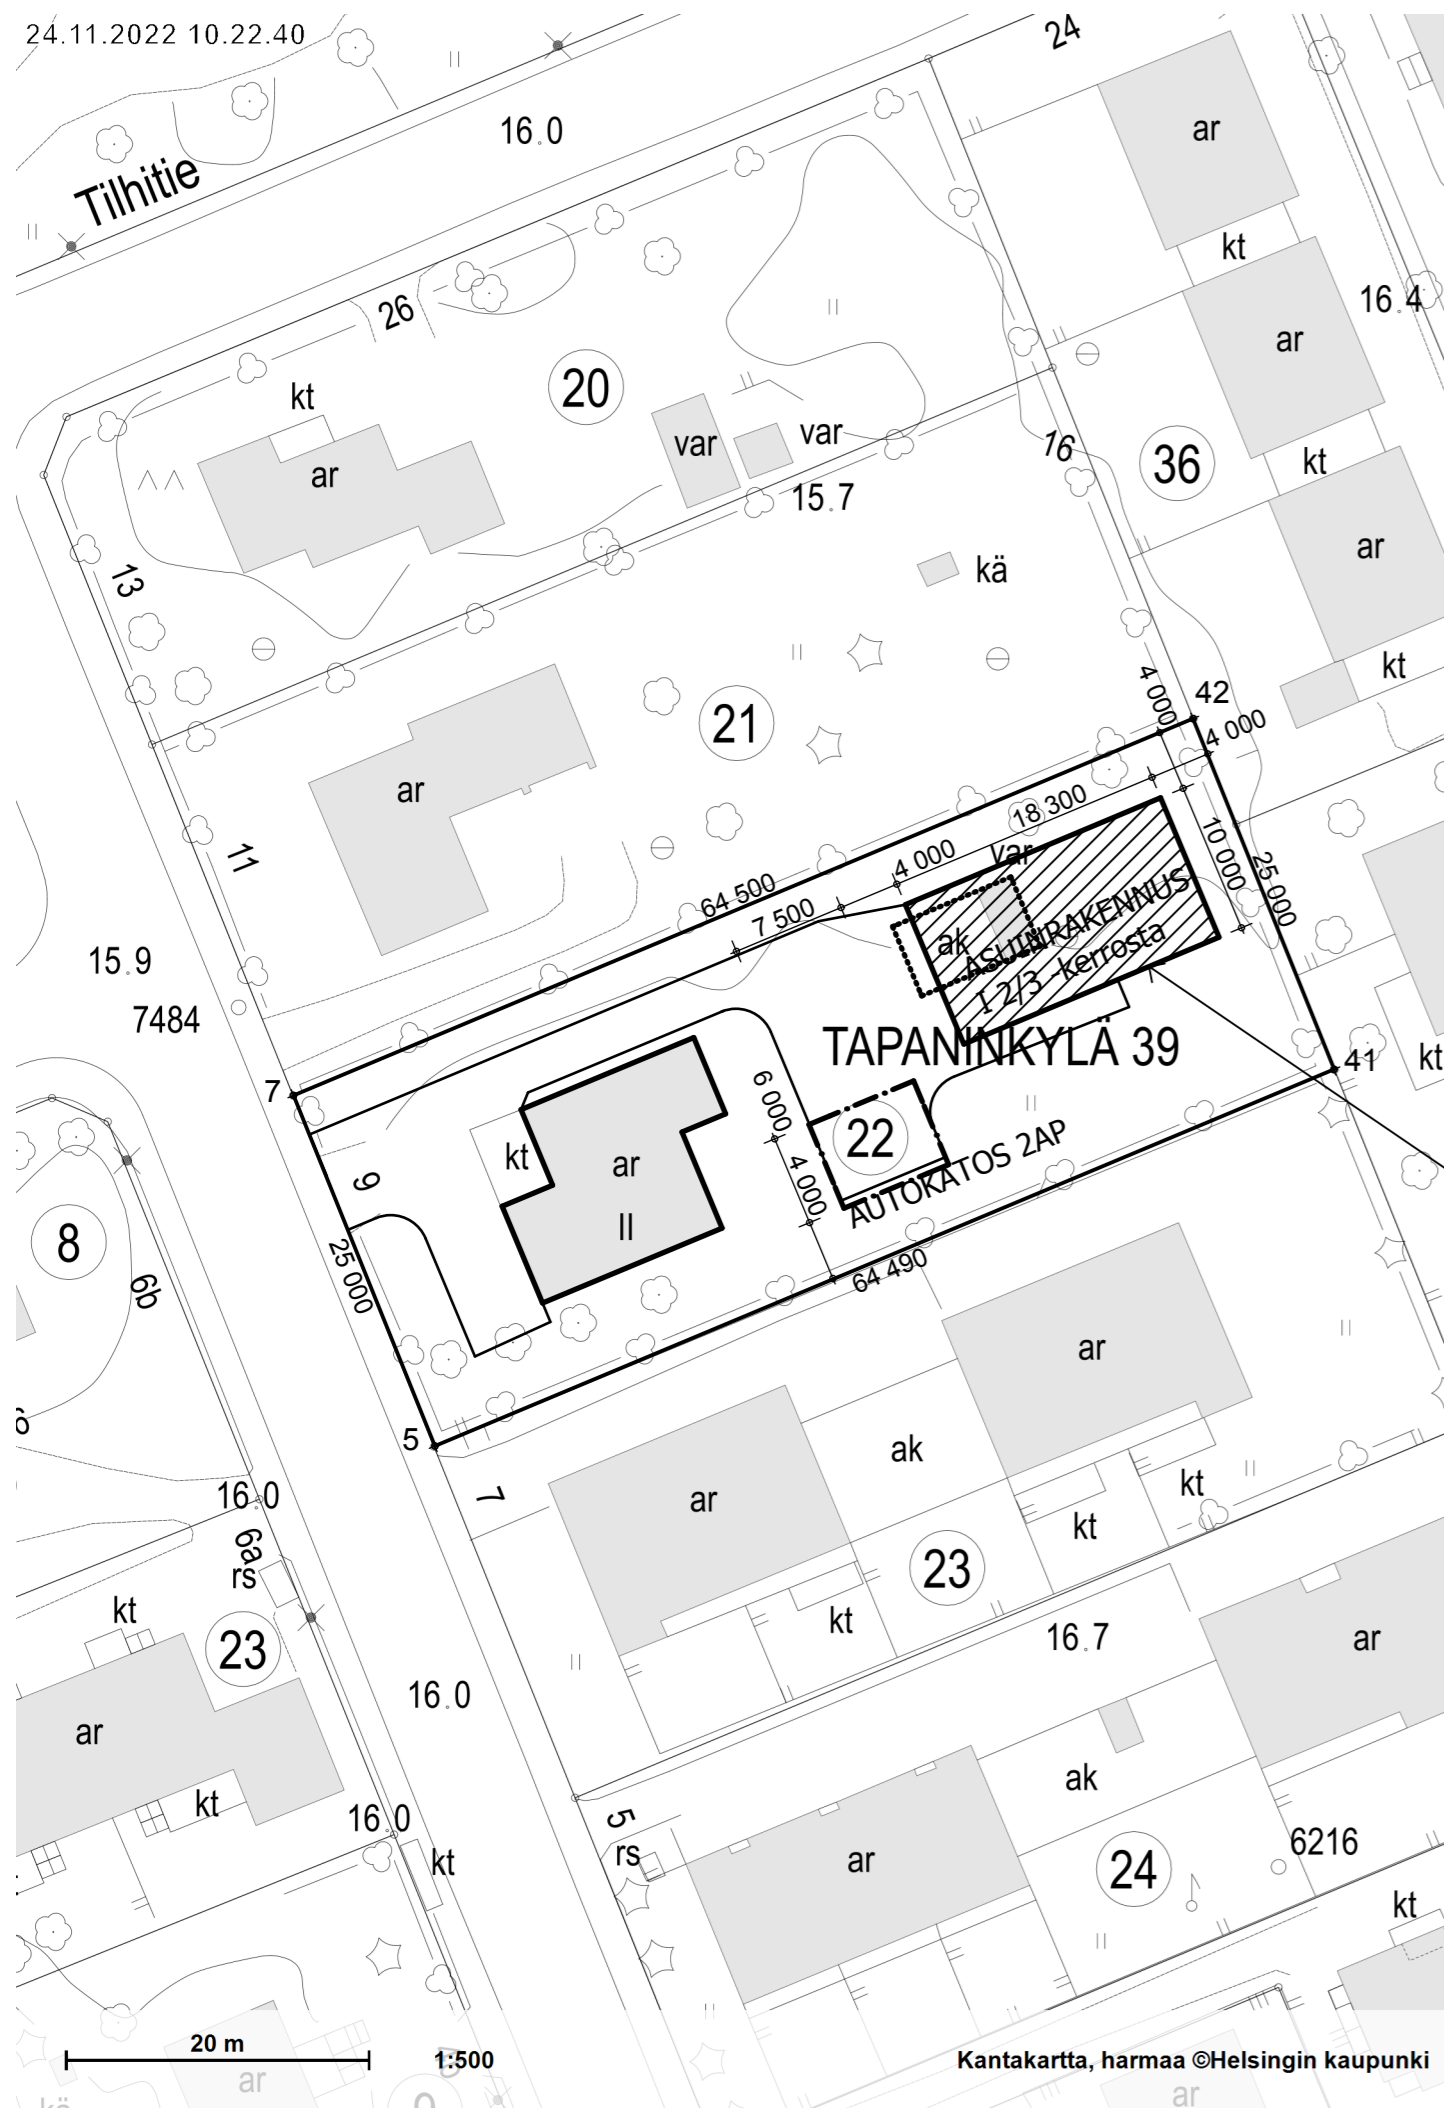 24.11.2022 10.22.40
24
16.0
ar
Tilhitie
kt
16.4
26
ar
20
kt
var
var
16
36
kt
ar
15.7
ar
13
kä
kt
4 000
42
21
4 000
ar
18 300
11
10 000
var
4 000
25 000
64 500
7 500
ak
ASUINRAKENNUS
I 2/3 -kerrosta
15.9
7484
TAPANINKYLÄ 39
41
kt
7
6 000
22
AUTOKATOS 2AP
kt
ar
4 000
9
II
8
25 000
6b
64 490
ar
6
5
ak
7
ar
kt
16.0
kt
6a
rs
23
kt
kt
23
16.7
ar
16.0
ar
ak
kt
16.0
5
6216
rs
ar
kt
24
kt
20 m
1:500
Kantakartta, harmaa ©Helsingin kaupunki
ar
ar
kä